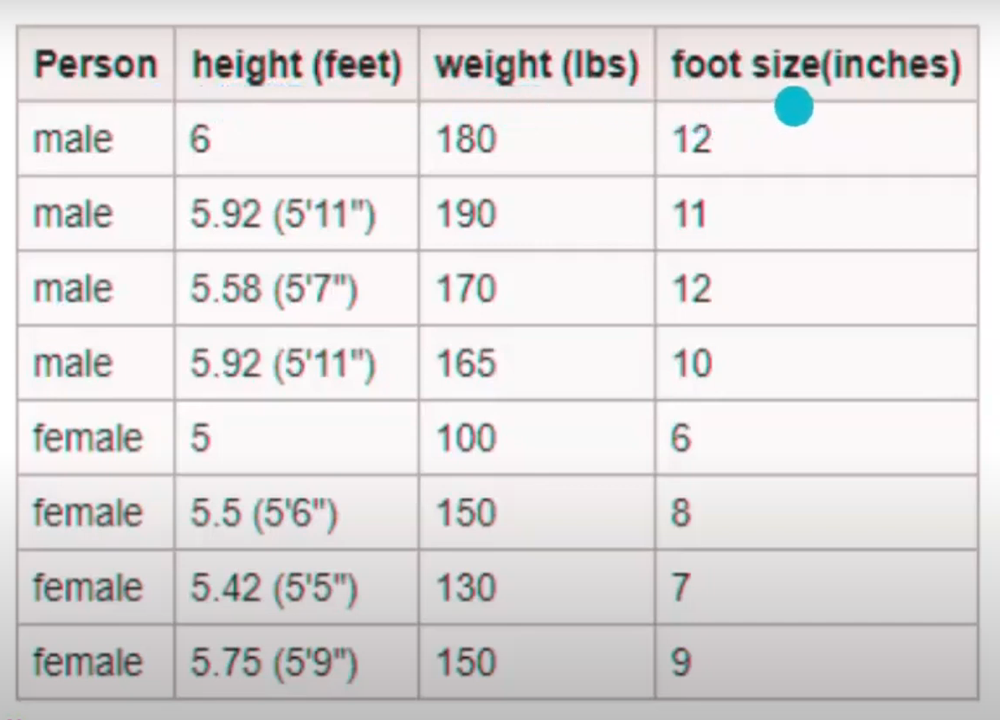 Person height (feet) weight (lbs) foot size(inches)
male 6 180 12
male 5.92 (5'11") 190 11
male 5.58 (5'7") 170 12
male 5.92 (5'11") 165 10
female 5 100 6
female 5.5 (5'6") 150 8
female 5.42 (5'5") 130 7
female 5.75 (5'9") 150 9